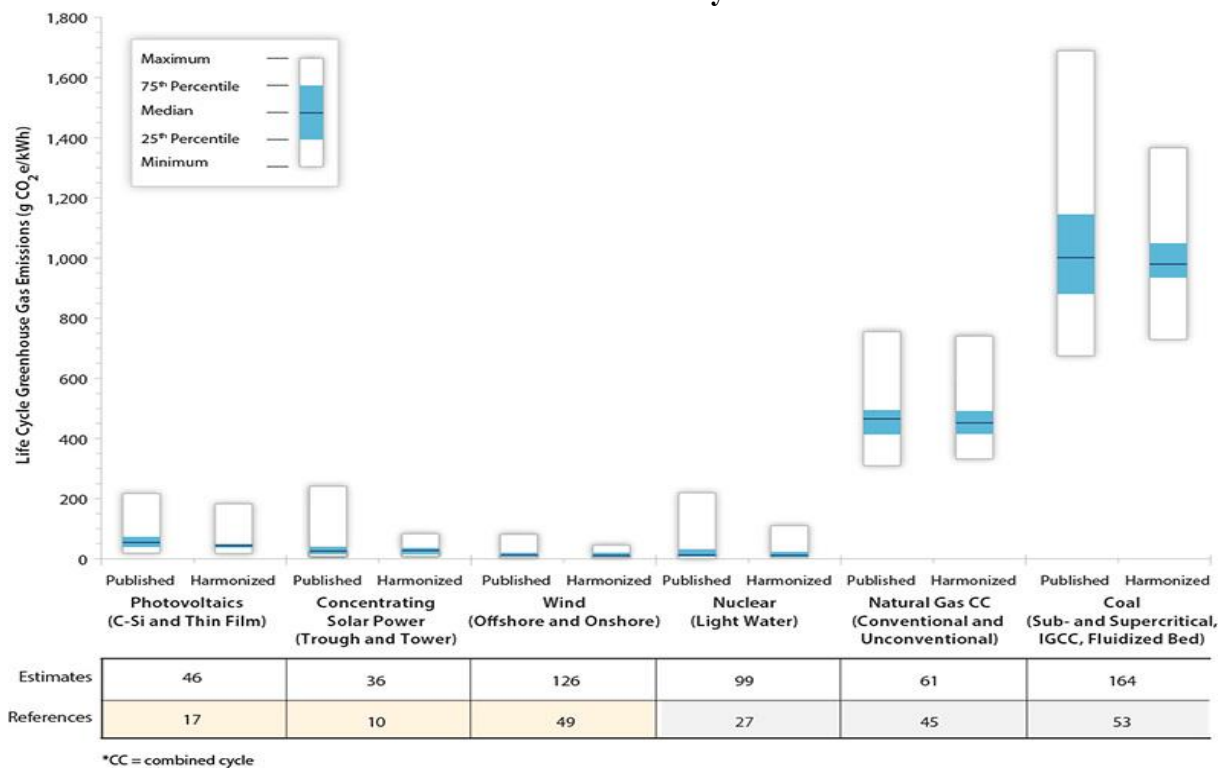 y
1,800
1,600
1,400
1,200
1,000
800
600
400
200
0
Life Cycle Greenhouse Gas Emissions (g CO2e/kWh)
Maximum
75th Percentile
Median
25th Percentile
Minimum
Published Harmonized Published Harmonized Published Harmonized Published Harmonized Published Harmonized Published Harmonized
Photovoltaics
(C-Si and Thin Film)
Concentrating
Solar Power
(Trough and Tower)
Wind
(Offshore and Onshore)
Nuclear
(Light Water)
Natural Gas CC
(Conventional and
Unconventional)
Coal
(Sub- and Supercritical,
IGCC, Fluidized Bed)
Estimates 46 36 126 99 61 164
References 17 10 49 27 45 53
*CC = combined cycle